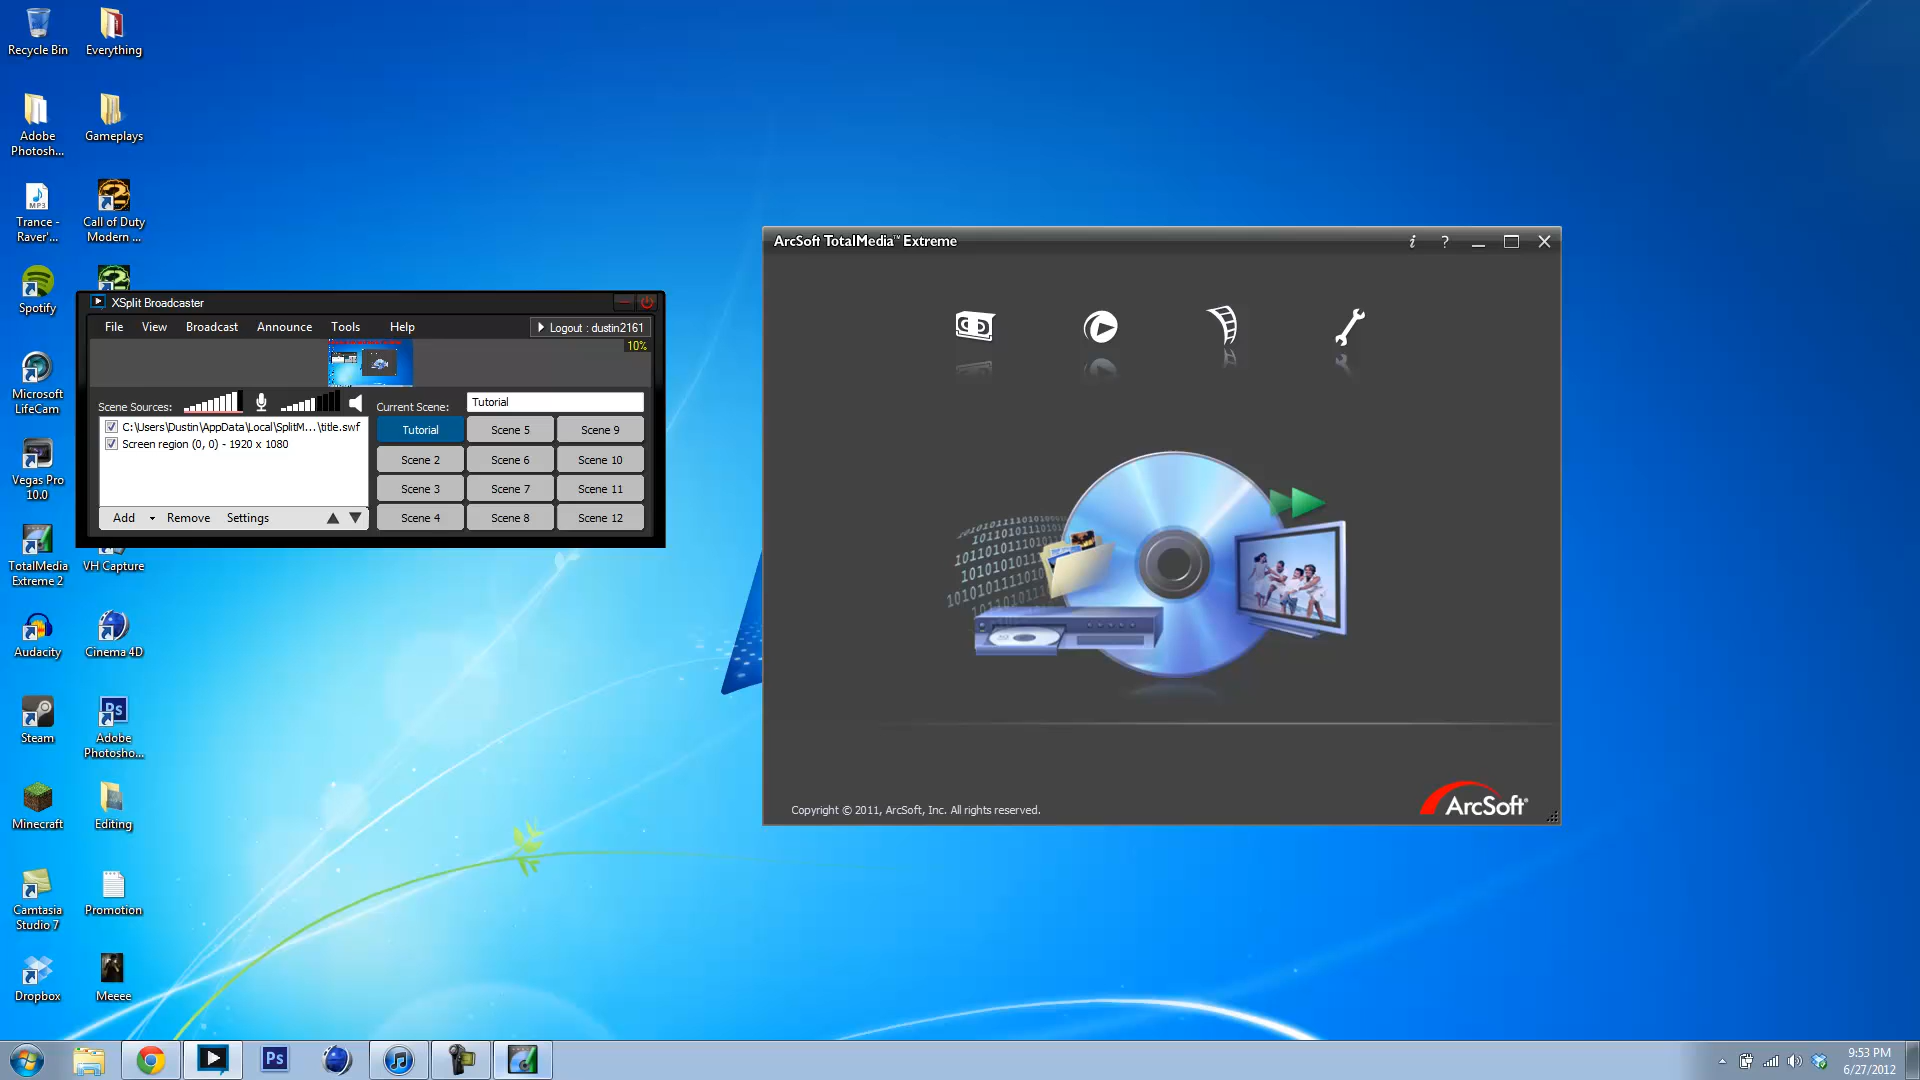 Recycle Bin
Everything
Adobe
Photosh...
Gameplays
MP3
Trance -
Raver'...
Call of Duty
Modern ...
Spotify
Microsoft
LifeCam
Vegas Pro
10.0
TotalMedia
Extreme 2
VH Capture
Audacity
Cinema 4D
Steam
Ps
Adobe
Photosho...
Minecraft
Editing
Camtasia
Studio 7
Promotion
Dropbox
Meeee
XSplit Broadcaster
File View Broadcast Announce Tools Help
Logout : dustin2161
10%
Scene Sources:
Current Scene:
Tutorial
C:\Users\Dustin\AppData\Local\SplitM...\title.swf
Screen region (0, 0) - 1920 x 1080
Tutorial Scene 5 Scene 9
Scene 2 Scene 6 Scene 10
Scene 3 Scene 7 Scene 11
Scene 4 Scene 8 Scene 12
Add Remove Settings
ArcSoft TotalMedia™ Extreme
i ?
Copyright © 2011, ArcSoft, Inc. All rights reserved.
ArcSoft®
Ps
9:53 PM
6/27/2012